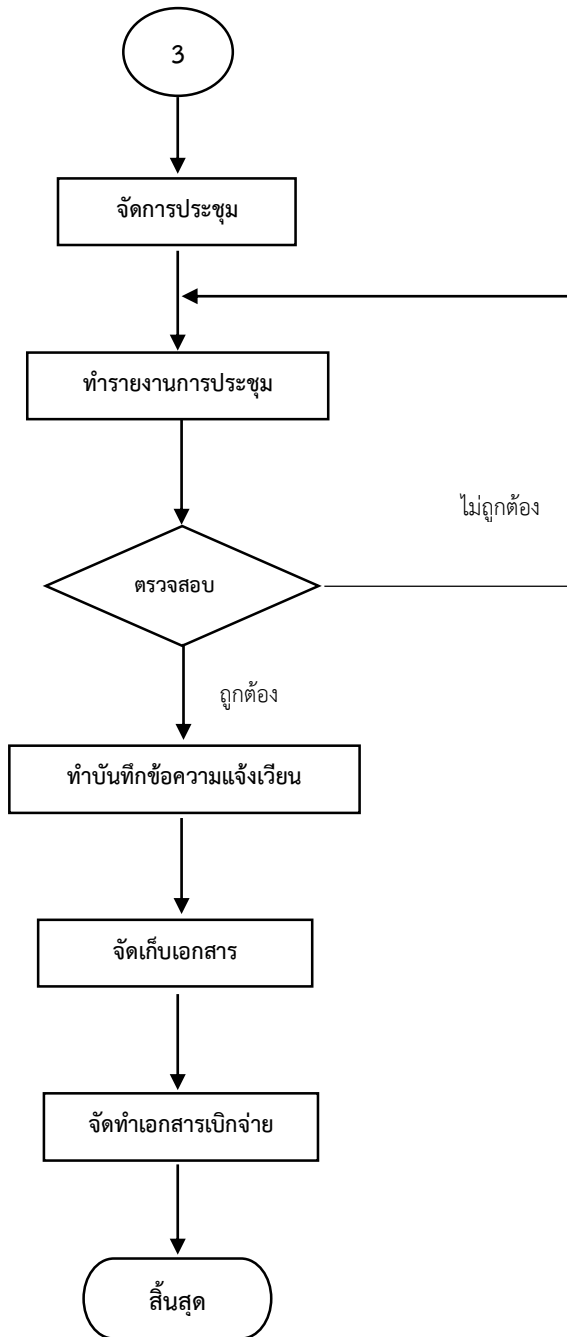 3
จัดการประชุม
ทำรายงานการประชุม
ไม่ถูกต้อง
ตรวจสอบ
ถูกต้อง
ทำบันทึกข้อความแจ้งเวียน
จัดเก็บเอกสาร
จัดทำเอกสารเบิกจ่าย
สิ้นสุด